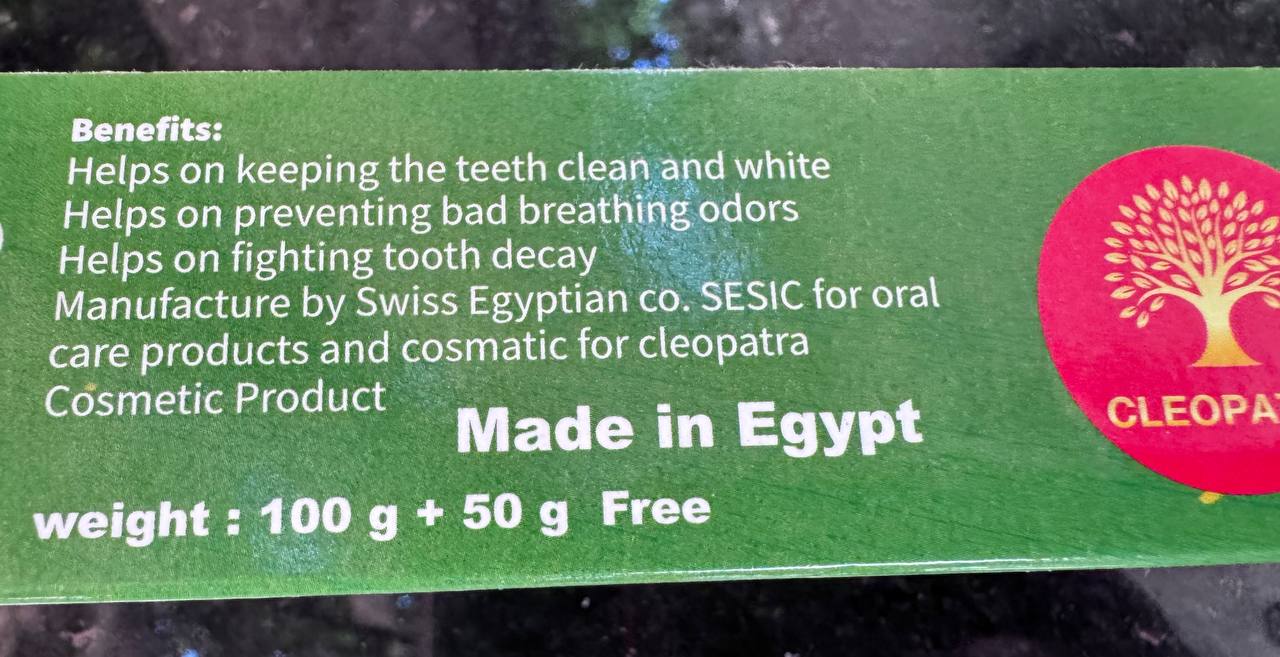 Benefits:
Helps on keeping the teeth clean and white
Helps on preventing bad breathing odors
Helps on fighting tooth decay
Manufacture by Swiss Egyptian co. SESIC for oral
care products and cosmatic for cleopatra
Cosmetic Product
Made in Egypt
weight : 100 g + 50 g Free